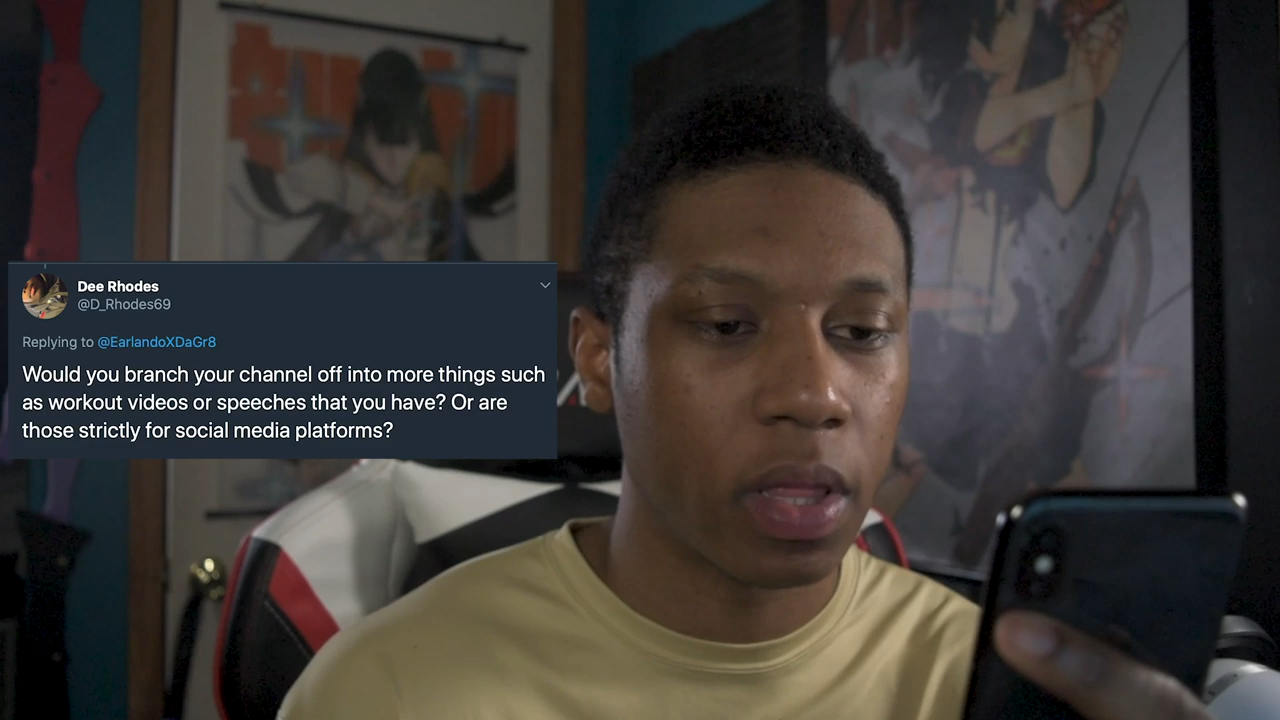 Dee Rhodes
@D_Rhodes69
Replying to @EarlandoXDaGr8
Would you branch your channel off into more things such
as workout videos or speeches that you have? Or are
those strictly for social media platforms?